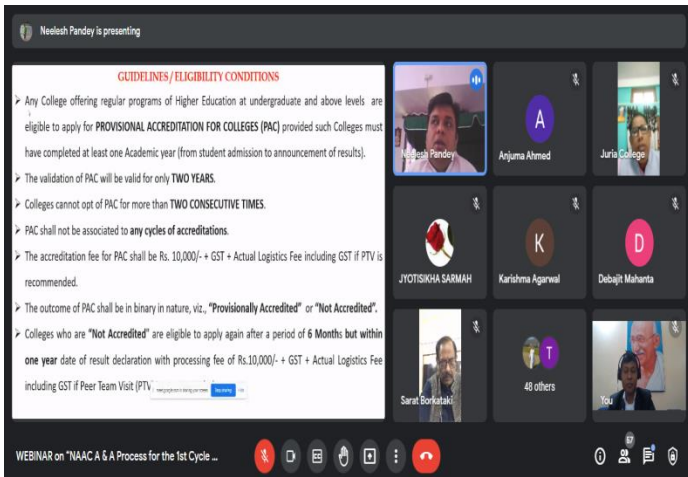 Neelesh Pandey is presenting
GUIDELINES / ELIGIBILITY CONDITIONS
➢ Any College offering regular programs of Higher Education at undergraduate and above levels are
eligible to apply for PROVISIONAL ACCREDITATION FOR COLLEGES (PAC) provided such Colleges must
have completed at least one Academic year (from student admission to announcement of results).
➢ The validation of PAC will be valid for only TWO YEARS.
➢ Colleges cannot opt of PAC for more than TWO CONSECUTIVE TIMES.
➢ PAC shall not be associated to any cycles of accreditations.
➢ The accreditation fee for PAC shall be Rs. 10,000/- + GST + Actual Logistics Fee including GST if PTV is
recommended.
➢ The outcome of PAC shall be in binary in nature, viz., “Provisionally Accredited” or “Not Accredited”.
➢ Colleges who are “Not Accredited” are eligible to apply again after a period of 6 Months but within
one year date of result declaration with processing fee of Rs.10,000/- + GST + Actual Logistics Fee
including GST if Peer Team Visit (PTV)
Stop sharing
Neelesh Pandey
A
Anjuma Ahmed
Juria College
JYOTISIKHA SARMAH
K
Karishma Agarwal
D
Debajit Mahanta
Sarat Borkataki
T
48 others
You
WEBINAR on "NAAC A & A Process for the 1st Cycle ...
57